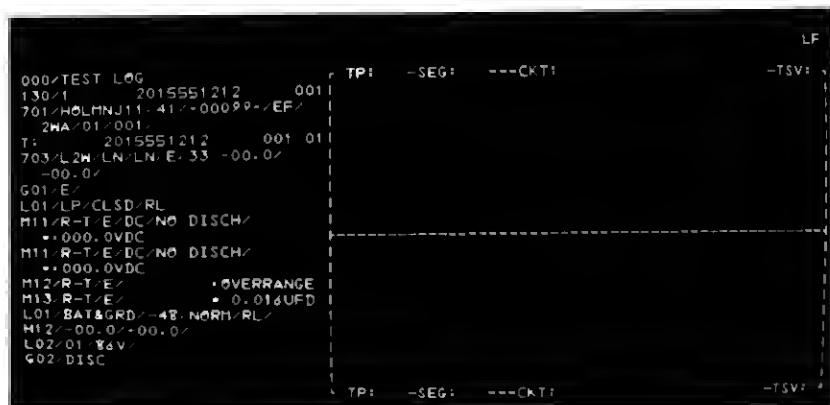 LF
000/TEST LOG
130/1 2015551212 001
701/HOLMNJ11 41/-00099-/EF/
2WA/01/001/
T: 2015551212 001 01
703/L2W/LN/LN/E/33 -00.0/
-00.0/
G01/E/
L01/LP/CLSD/RL
M11/R-T/E/DC/NO DISCH/
000.0VDC
M11/R-T/E/DC/NO DISCH/
000.0VDC
M12/R-T/E/ OVERRANGE
M13/R-T/E/ 0.016UFD
L01/BAT&GRD/-48/NORM/RL/
M12/-00.0/-00.0/
L02/01/86V/
G02/DISC
TP: -SEG: ---CKT: -TSV:
TP: -SEG: ---CKT: -TSV: